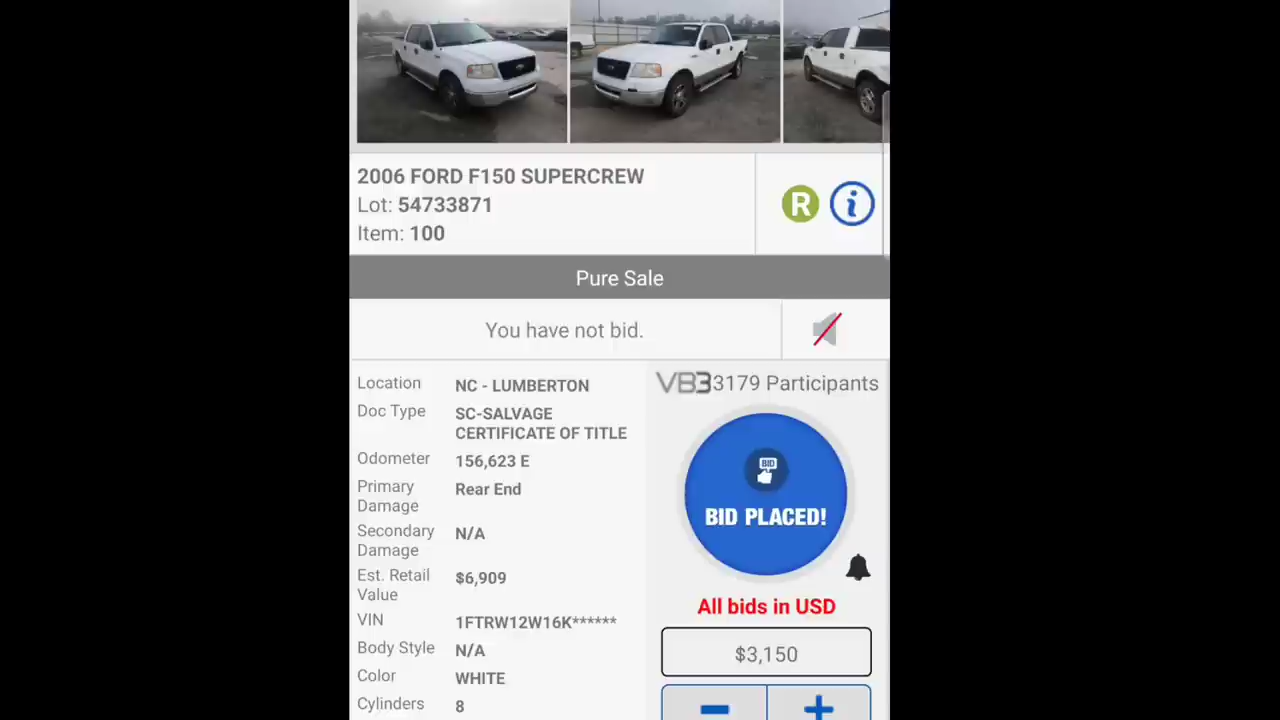 2006 FORD F150 SUPERCREW
Lot: 54733871
Item: 100
R
i
Pure Sale
You have not bid.
Location NC - LUMBERTON
Doc Type SC-SALVAGE
CERTIFICATE OF TITLE
Odometer 156,623 E
Primary
Damage Rear End
Secondary
Damage N/A
Est. Retail
Value $6,909
VIN 1FTRW12W16K******
Body Style N/A
Color WHITE
Cylinders 8
VB3 3179 Participants
BID
BID PLACED!
All bids in USD
$3,150
− +